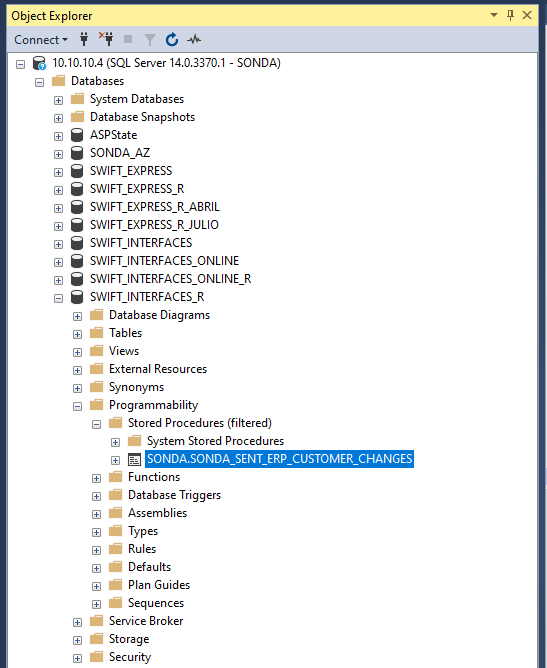 Object Explorer
Connect
10.10.10.4 (SQL Server 14.0.3370.1 - SONDA)
Databases
System Databases
Database Snapshots
ASPState
SONDA_AZ
SWIFT_EXPRESS
SWIFT_EXPRESS_R
SWIFT_EXPRESS_R_ABRIL
SWIFT_EXPRESS_R_JULIO
SWIFT_INTERFACES
SWIFT_INTERFACES_ONLINE
SWIFT_INTERFACES_ONLINE_R
SWIFT_INTERFACES_R
Database Diagrams
Tables
Views
External Resources
Synonyms
Programmability
Stored Procedures (filtered)
System Stored Procedures
SONDA.SONDA_SENT_ERP_CUSTOMER_CHANGES
Functions
Database Triggers
Assemblies
Types
Rules
Defaults
Plan Guides
Sequences
Service Broker
Storage
Security